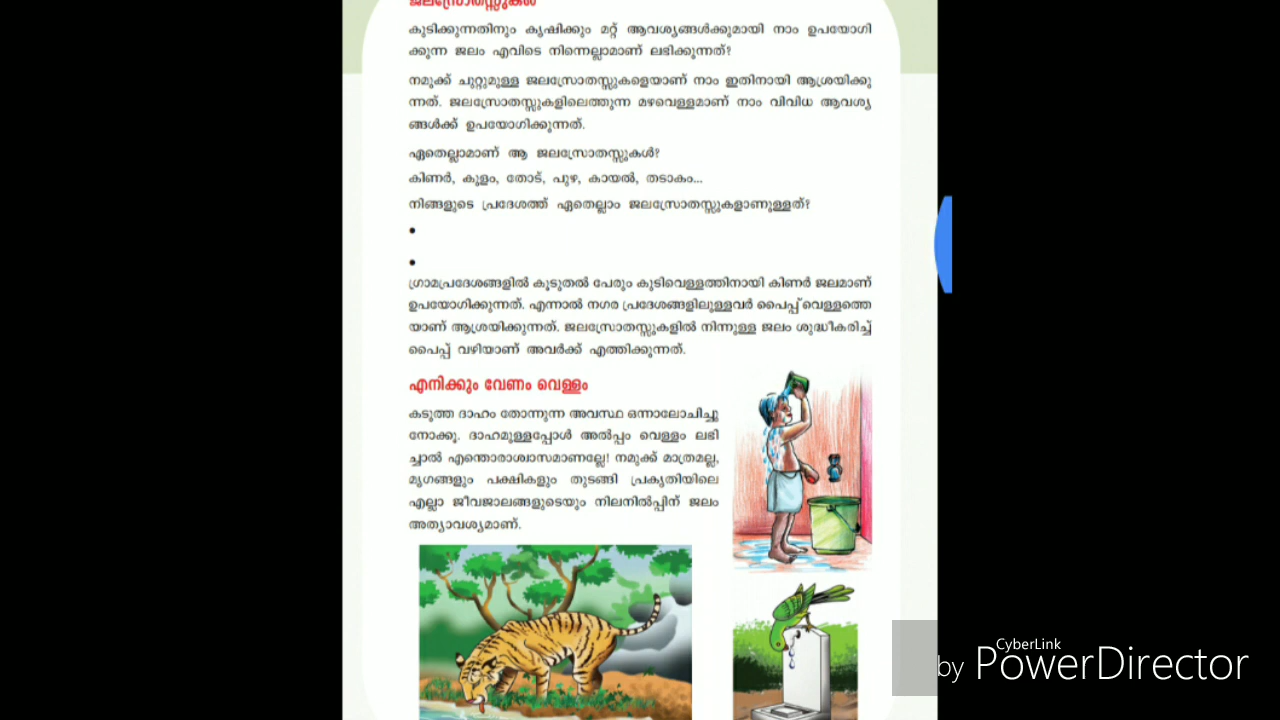 ജലസ്രോതസ്സുകൾ
കുടിക്കുന്നതിനും കൃഷിക്കും മറ്റ് ആവശ്യങ്ങൾക്കുമായി നാം ഉപയോഗി
ക്കുന്ന ജലം എവിടെ നിന്നെല്ലാമാണ് ലഭിക്കുന്നത്?
നമുക്ക് ചുറ്റുമുള്ള ജലസ്രോതസ്സുകളെയാണ് നാം ഇതിനായി ആശ്രയിക്കു
ന്നത്. ജലസ്രോതസ്സുകളിലെത്തുന്ന മഴവെള്ളമാണ് നാം വിവിധ ആവശ്യ
ങ്ങൾക്ക് ഉപയോഗിക്കുന്നത്.
ഏതെല്ലാമാണ് ആ ജലസ്രോതസ്സുകൾ?
കിണർ, കുളം, തോട്, പുഴ, കായൽ, തടാകം...
നിങ്ങളുടെ പ്രദേശത്ത് ഏതെല്ലാം ജലസ്രോതസ്സുകളാണുള്ളത്?
•
•
ഗ്രാമപ്രദേശങ്ങളിൽ കൂടുതൽ പേരും കുടിവെള്ളത്തിനായി കിണർ ജലമാണ്
ഉപയോഗിക്കുന്നത്. എന്നാൽ നഗര പ്രദേശങ്ങളിലുള്ളവർ പൈപ്പ് വെള്ളത്തെ
യാണ് ആശ്രയിക്കുന്നത്. ജലസ്രോതസ്സുകളിൽ നിന്നുള്ള ജലം ശുദ്ധീകരിച്ച്
പൈപ്പ് വഴിയാണ് അവർക്ക് എത്തിക്കുന്നത്.
എനിക്കും വേണം വെള്ളം
കടുത്ത ദാഹം തോന്നുന്ന അവസ്ഥ ഒന്നാലോചിച്ചു
നോക്കൂ. ദാഹമുള്ളപ്പോൾ അൽപ്പം വെള്ളം ലഭി
ച്ചാൽ എന്തൊരാശ്വാസമാണല്ലേ! നമുക്ക് മാത്രമല്ല,
മൃഗങ്ങളും പക്ഷികളും തുടങ്ങി പ്രകൃതിയിലെ
എല്ലാ ജീവജാലങ്ങളുടെയും നിലനിൽപ്പിന് ജലം
അത്യാവശ്യമാണ്.
CyberLink
by PowerDirector